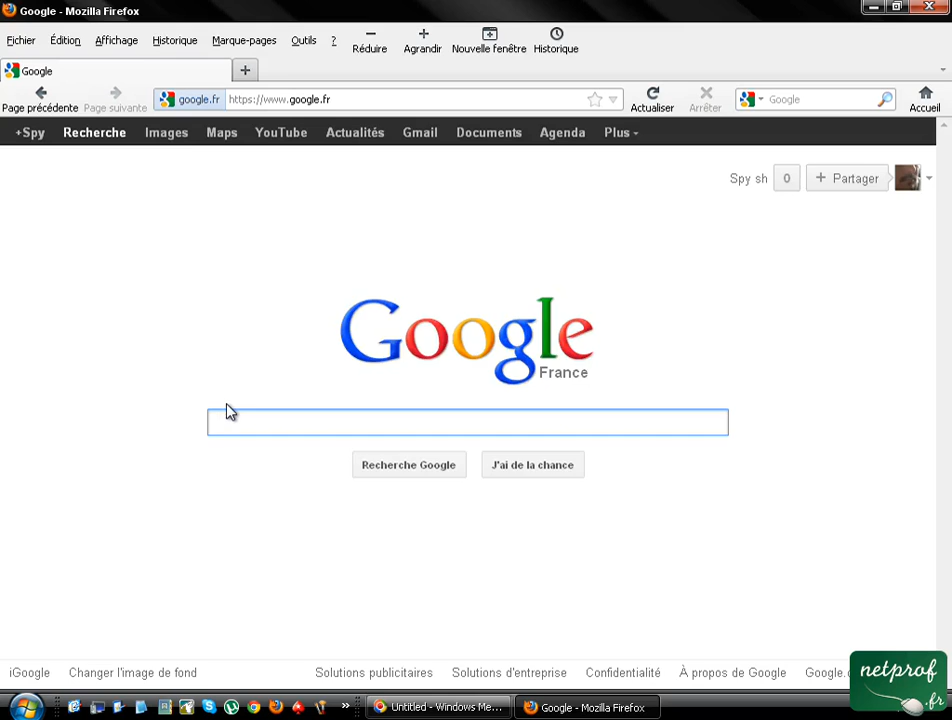 Google - Mozilla Firefox
Fichier Édition Affichage Historique Marque-pages Outils ? Réduire Agrandir Nouvelle fenêtre Historique
Google
Page précédente Page suivante google.fr https://www.google.fr Actualiser Arrêter Google Accueil
+Spy Recherche Images Maps YouTube Actualités Gmail Documents Agenda Plus
Spy sh 0 + Partager
Google
France
Recherche Google J'ai de la chance
iGoogle Changer l'image de fond Solutions publicitaires Solutions d'entreprise Confidentialité À propos de Google Google.
netprof
.fr
Untitled - Windows Me... Google - Mozilla Firefox